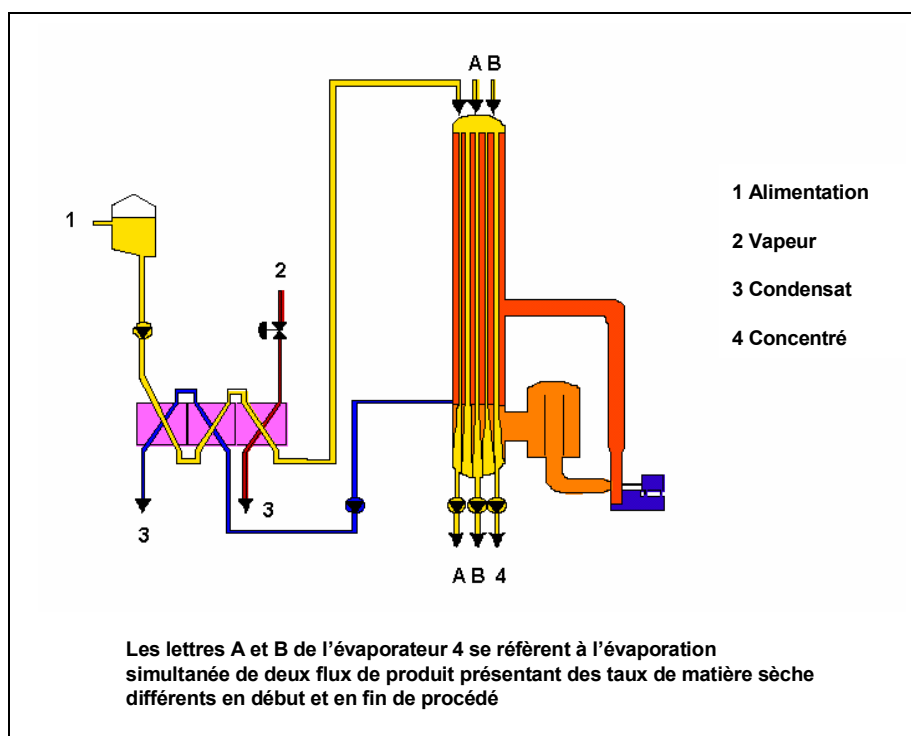 A B
1
2
1 Alimentation
2 Vapeur
3 Condensat
4 Concentré
3
3
A B 4
Les lettres A et B de l'évaporateur 4 se réfèrent à l'évaporation
simultanée de deux flux de produit présentant des taux de matière sèche
différents en début et en fin de procédé